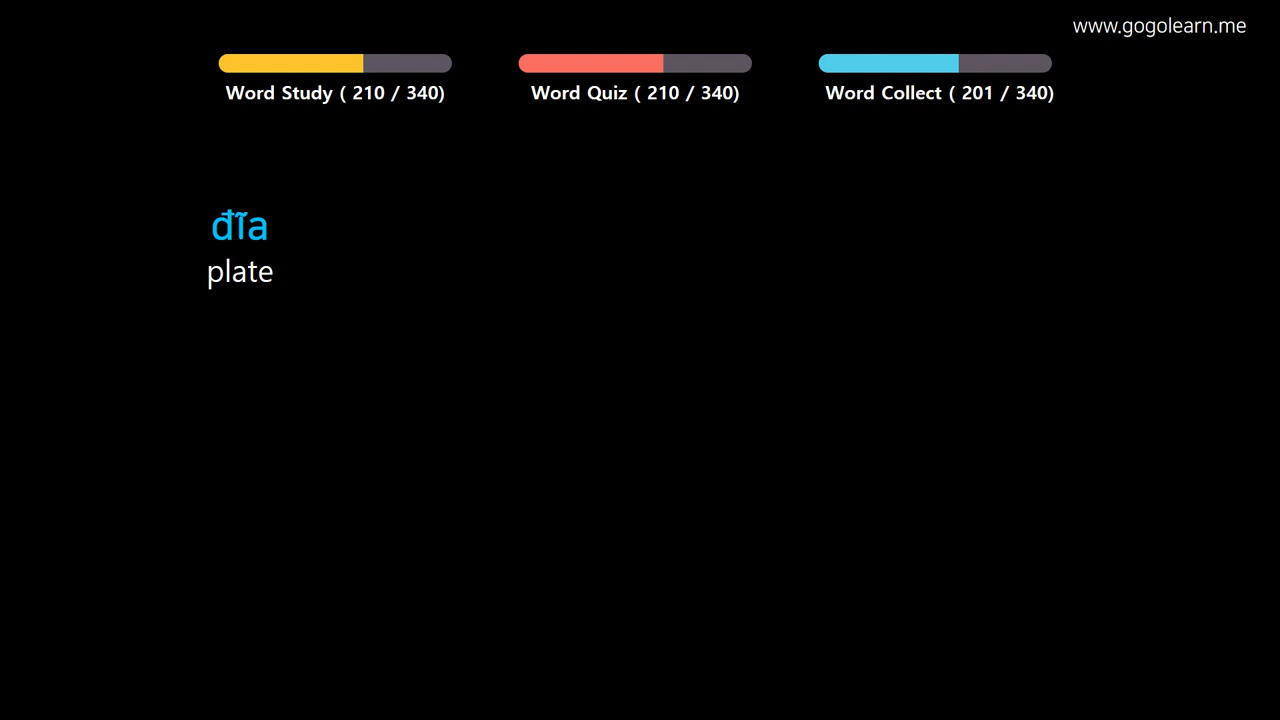 www.gogolearn.me
Word Study ( 210 / 340)
Word Quiz ( 210 / 340)
Word Collect ( 201 / 340)
đĩa
plate